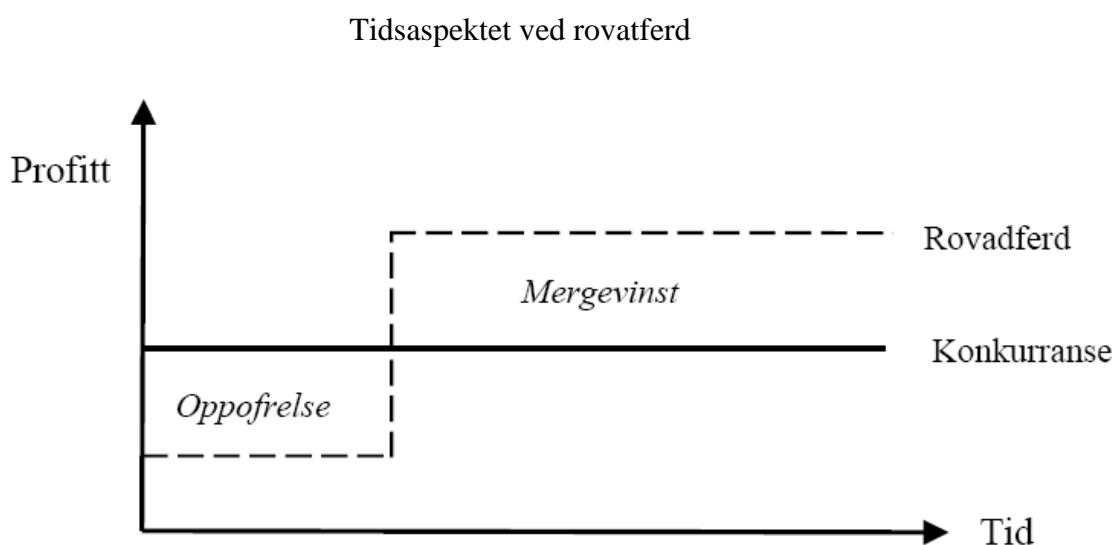 Tidsaspektet ved rovatferd
Profitt
Rovadferd
Mergevinst
Konkurranse
Oppofrelse
Tid